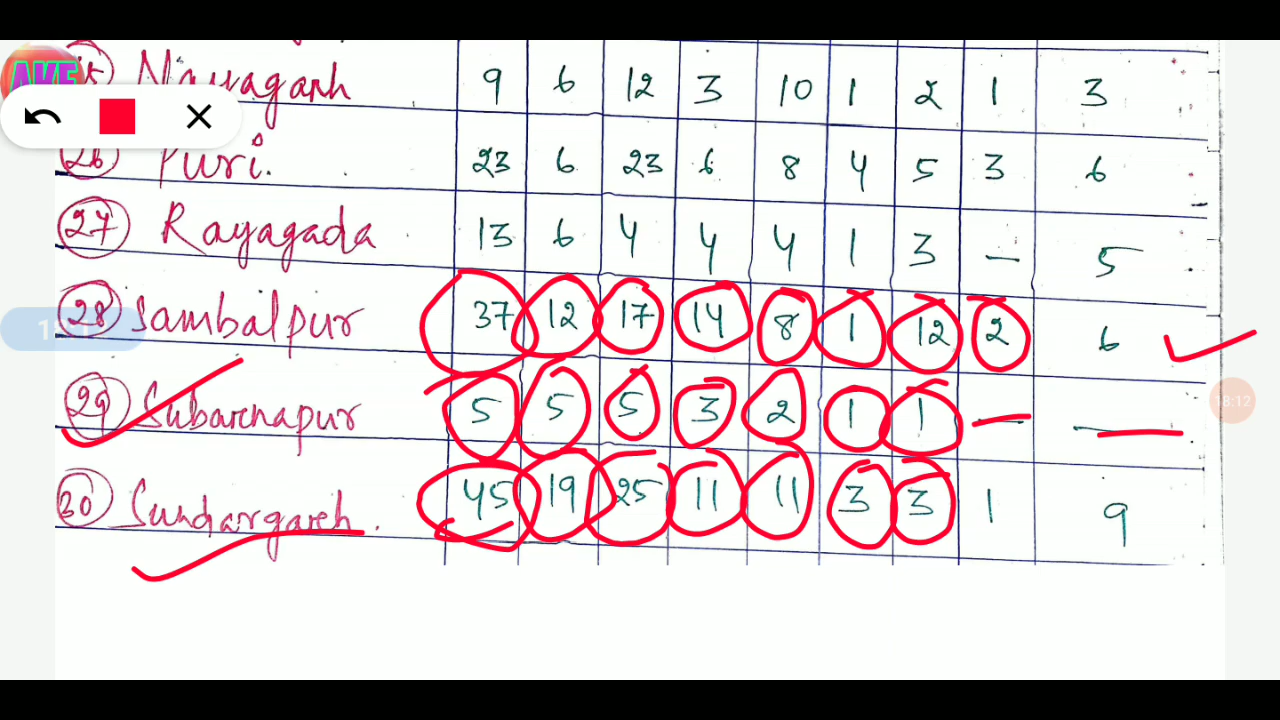 AKE
Nayagarh 9 6 12 3 10 1 2 1 3
26 Puri. 23 6 23 6 8 4 5 3 6
27 Rayagada 13 6 4 4 4 1 3 — 5
28 Sambalpur 37 12 17 14 8 1 12 2 6
29 Subarnapur 5 5 5 3 2 1 1 — —
30 Sundargarh. 45 19 25 11 11 3 3 1 9
18:12